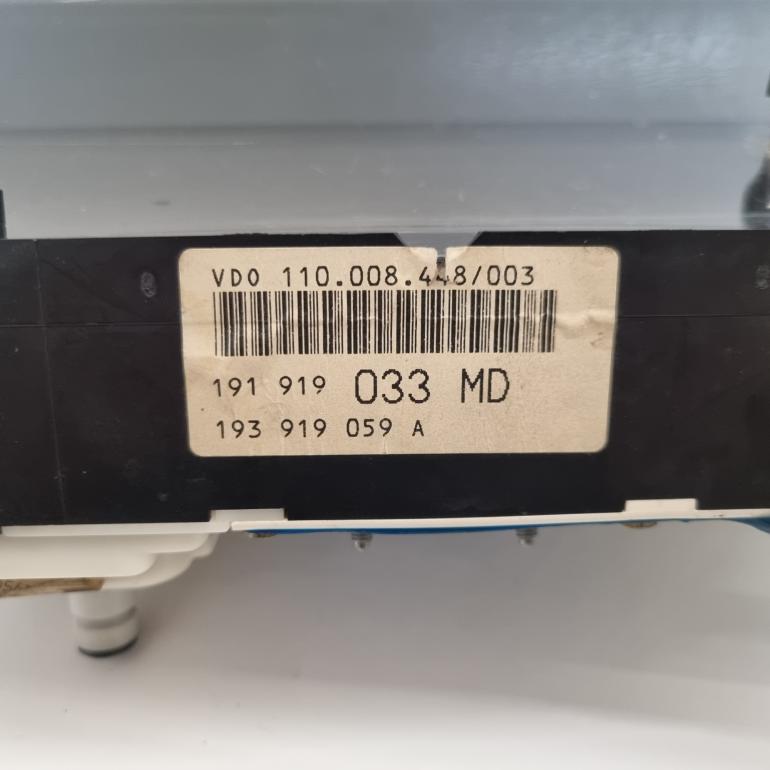 VDO 110.008.448/003
191 919 033 MD
193 919 059 A